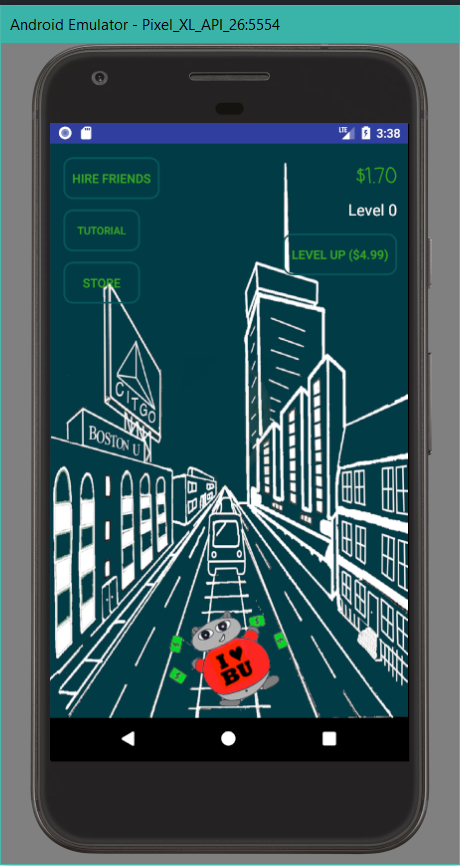 Android Emulator - Pixel_XL_API_26:5554
LTE 3:38
HIRE FRIENDS
$1.70
Level 0
TUTORIAL
LEVEL UP ($4.99)
STORE
CITGO
BOSTON U
I ♥
BU